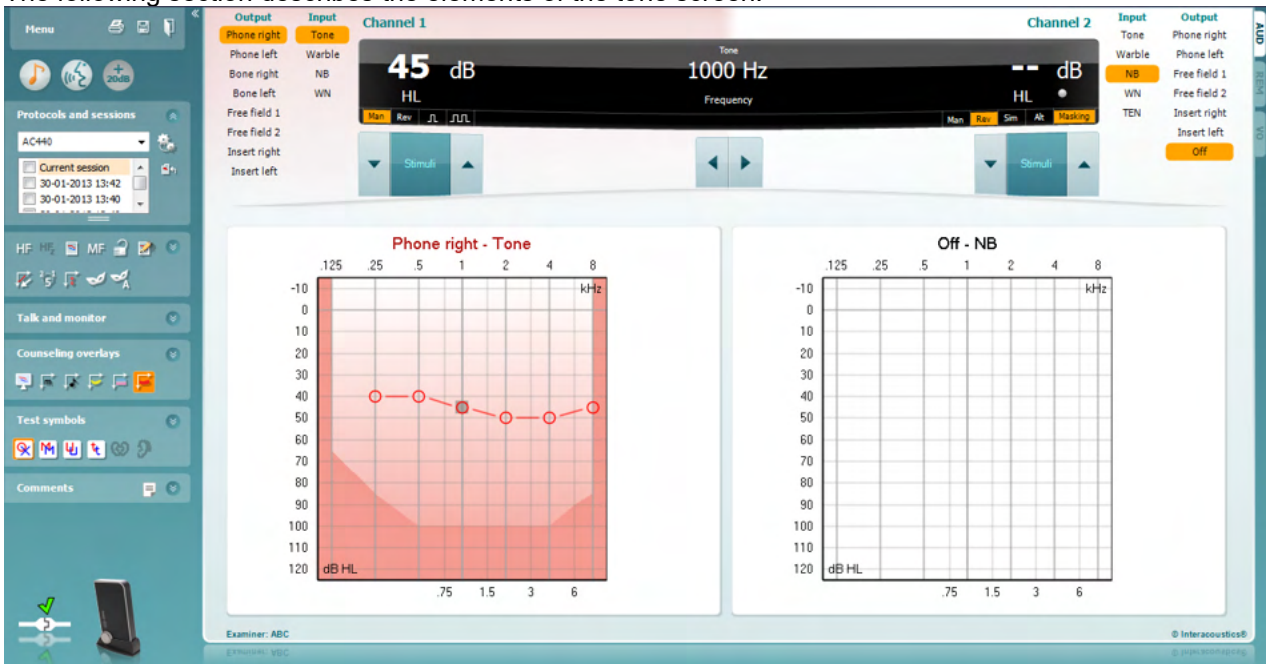 The following section describes the elements of the tone screen.
Menu
+
20dB
Protocols and sessions
AC440
Current session
30-01-2013 13:42
30-01-2013 13:40
HF HF2 MF
Talk and monitor
Counseling overlays
Test symbols
Comments
Output Input Channel 1
Phone right Tone
Phone left Warble
Bone right NB
Bone left WN
Free field 1
Free field 2
Insert right
Insert left
Tone
45 dB 1000 Hz -- dB
HL Frequency HL
Man Rev
Man Rev Sim Alt Masking
Stimuli
Stimuli
Channel 2 Input Output
Tone Phone right
Warble Phone left
NB Free field 1
WN Free field 2
TEN Insert right
Insert left
Off
AUD
REM
VD
Phone right - Tone
.125 .25 .5 1 2 4 8
kHz
-10
0
10
20
30
40
50
60
70
80
90
100
110
120 dB HL
.75 1.5 3 6
Off - NB
.125 .25 .5 1 2 4 8
kHz
-10
0
10
20
30
40
50
60
70
80
90
100
110
120 dB HL
.75 1.5 3 6
Examiner: ABC
© Interacoustics®